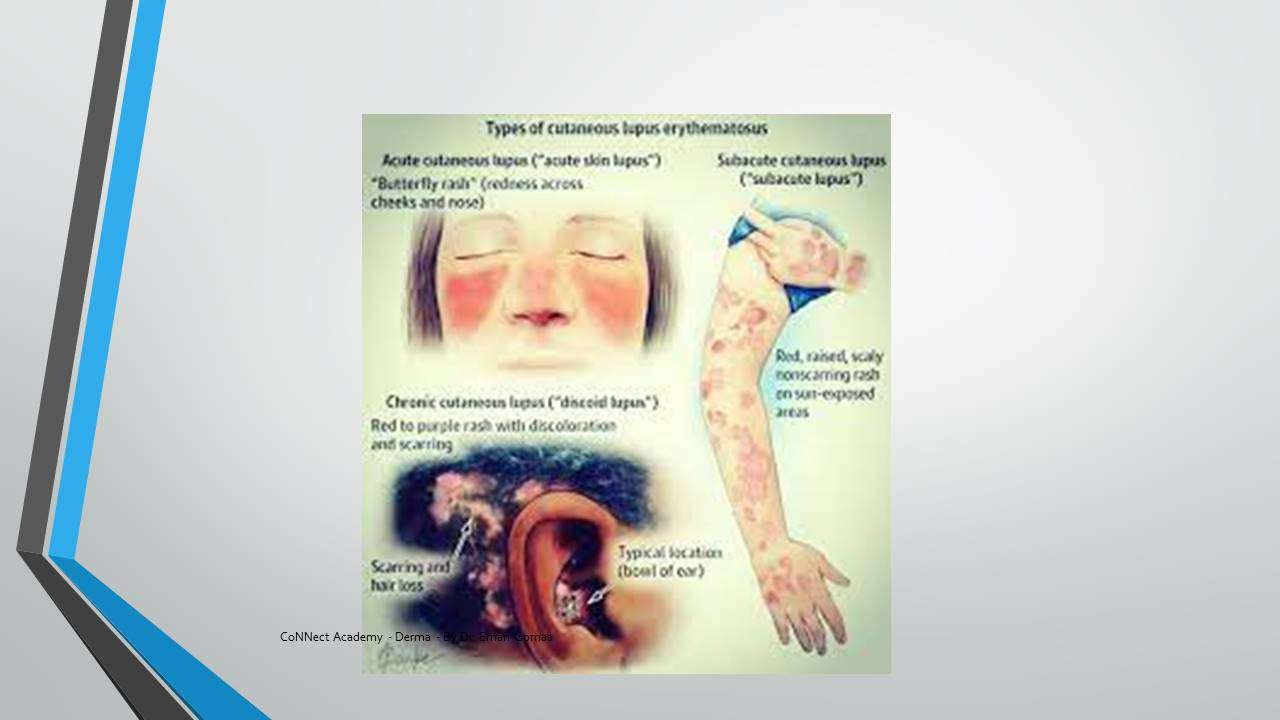 Types of cutaneous lupus erythematosus
Acute cutaneous lupus ("acute skin lupus")
"Butterfly rash" (redness across
cheeks and nose)
Subacute cutaneous lupus
("subacute lupus")
Red, raised, scaly
nonscarring rash
on sun-exposed
areas
Chronic cutaneous lupus ("discoid lupus")
Red to purple rash with discoloration
and scarring
Scarring and
hair loss
Typical location
(bowl of ear)
CoNNect Academy - Derma - By Dr. Eman Gomaa